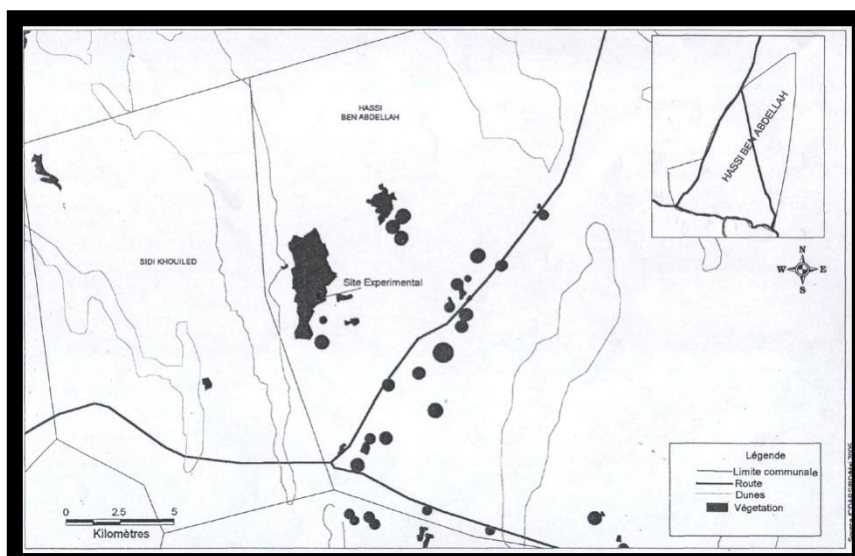 HASSI
BEN ABDELLAH
HASSI BEN ABDELLAH
N
W E
S
SIDI KHOUILED
Site Experimental
Légende
Limite communale
Route
Dunes
Végetation
0 2.5 5
Kilomètres